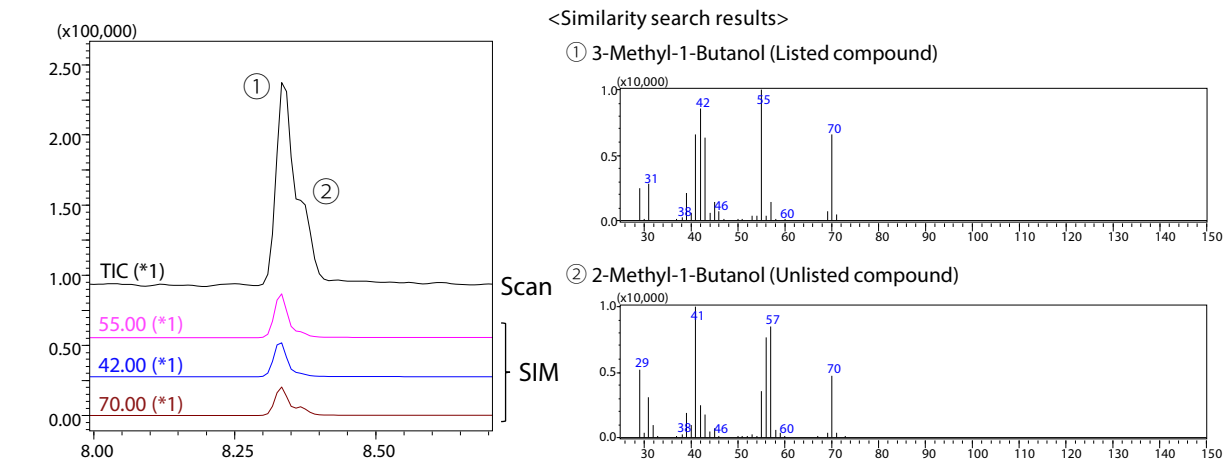 <Similarity search results>
(x100,000)
2.50
2.00
1.50
1.00
0.50
0.00
①
②
TIC (*1)
55.00 (*1)
42.00 (*1)
70.00 (*1)
8.00 8.25 8.50
Scan
SIM
① 3-Methyl-1-Butanol (Listed compound)
(x10,000)
1.0
0.5
0.0
31 38 42 46 55 60 70
30 40 50 60 70 80 90 100 110 120 130 140 150
② 2-Methyl-1-Butanol (Unlisted compound)
(x10,000)
1.0
0.5
0.0
29 38 41 46 57 60 70
30 40 50 60 70 80 90 100 110 120 130 140 150